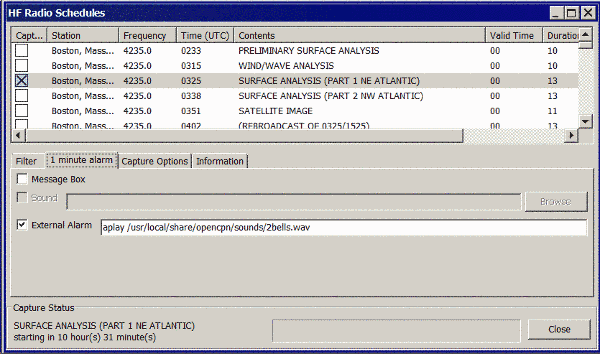 HF Radio Schedules
Capt... Station Frequency Time (UTC) Contents Valid Time Duratio
Boston, Mass... 4235.0 0233 PRELIMINARY SURFACE ANALYSIS 00 10
Boston, Mass... 4235.0 0315 WIND/WAVE ANALYSIS 00 10
Boston, Mass... 4235.0 0325 SURFACE ANALYSIS (PART 1 NE ATLANTIC) 00 13
Boston, Mass... 4235.0 0338 SURFACE ANALYSIS (PART 2 NW ATLANTIC) 00 13
Boston, Mass... 4235.0 0351 SATELLITE IMAGE 00 11
Boston, Mass... 4235.0 0402 (REBROADCAST OF 0325/1525) 00 13
Filter 1 minute alarm Capture Options Information
Message Box
Sound Browse
External Alarm aplay /usr/local/share/opencpn/sounds/2bells.wav
Capture Status
SURFACE ANALYSIS (PART 1 NE ATLANTIC)
starting in 10 hour(s) 31 minute(s)
Close